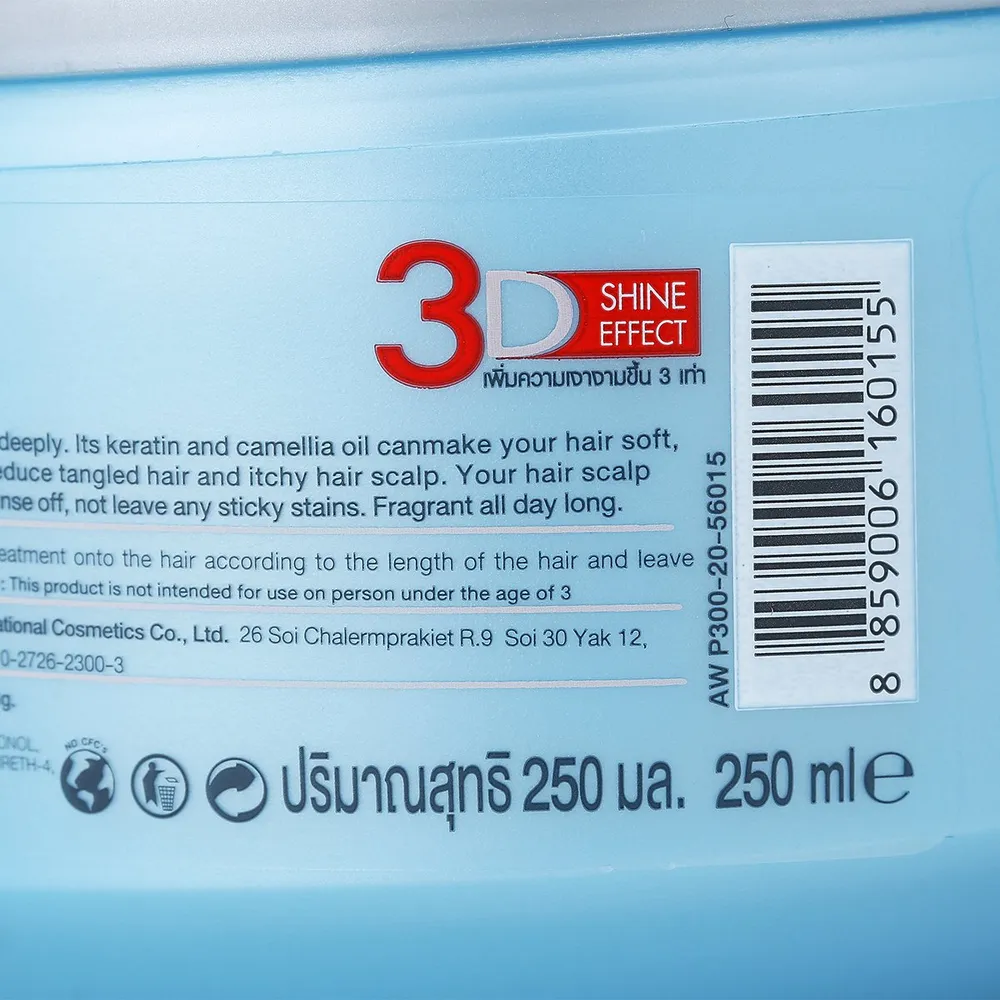 3D SHINE
EFFECT
เพิ่มความเงางามขึ้น 3 เท่า
deeply. Its keratin and camellia oil canmake your hair soft,
educe tangled hair and itchy hair scalp. Your hair scalp
nse off, not leave any sticky stains. Fragrant all day long.
eatment onto the hair according to the length of the hair and leave
: This product is not intended for use on person under the age of 3
ational Cosmetics Co., Ltd. 26 Soi Chalermprakiet R.9 Soi 30 Yak 12,
0-2726-2300-3
g.
ONOL,
RETH-4,
NO CFC'S
ปริมาณสุทธิ 250 มล. 250 ml e
AW P300-20-56015
8 859006 160155